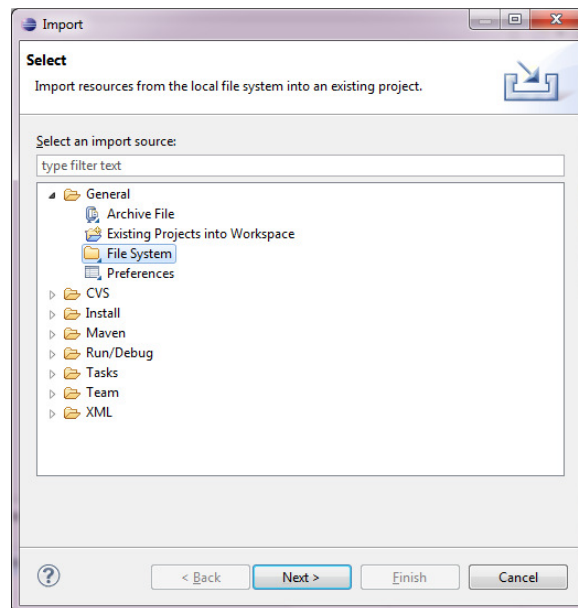 Import
Select
Import resources from the local file system into an existing project.
Select an import source:
type filter text
General
Archive File
Existing Projects into Workspace
File System
Preferences
CVS
Install
Maven
Run/Debug
Tasks
Team
XML
? < Back Next > Finish Cancel